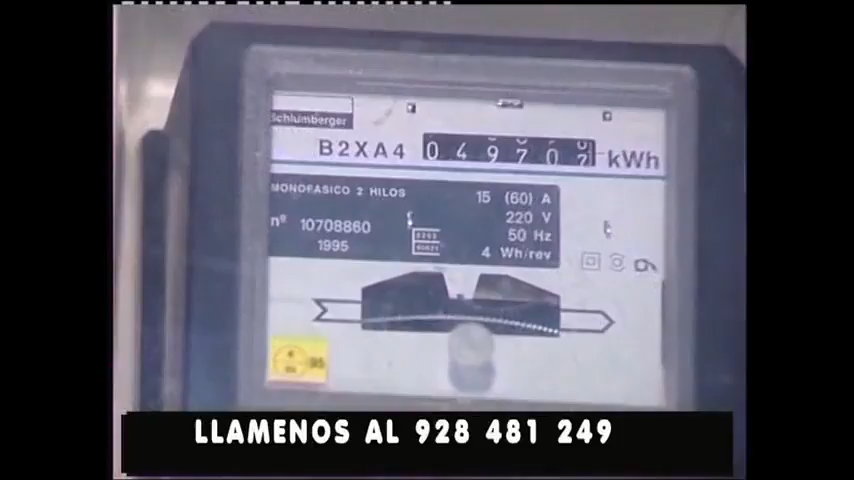 Schlumberger
B2XA4 049702 kWh
MONOFASICO 2 HILOS
nº 10708860
1995
15 (60) A
220 V
50 Hz
4 Wh/rev
95
LLAMENOS AL 928 481 249